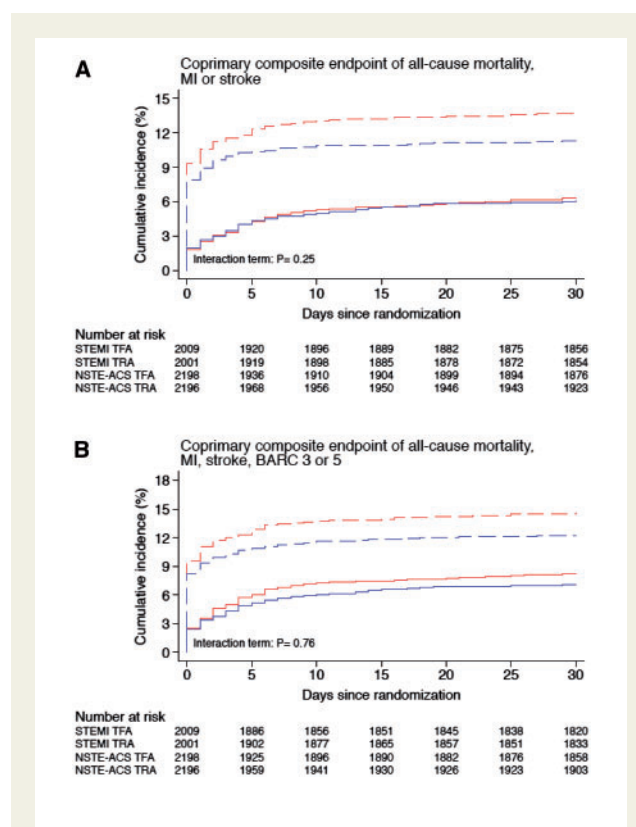 A
Coprimary composite endpoint of all-cause mortality,
MI or stroke
15
12
9
6
3
0
Cumulative incidence (%)
Interaction term: P= 0.25
0 5 10 15 20 25 30
Days since randomization
Number at risk
STEMI TFA 2009 1920 1896 1889 1882 1875 1856
STEMI TRA 2001 1919 1898 1885 1878 1872 1854
NSTE-ACS TFA 2198 1936 1910 1904 1899 1894 1876
NSTE-ACS TRA 2196 1968 1956 1950 1946 1943 1923
B
Coprimary composite endpoint of all-cause mortality,
MI, stroke, BARC 3 or 5
18
15
12
9
6
3
0
Cumulative incidence (%)
Interaction term: P= 0.76
0 5 10 15 20 25 30
Days since randomization
Number at risk
STEMI TFA 2009 1886 1856 1851 1845 1838 1820
STEMI TRA 2001 1902 1877 1865 1857 1851 1833
NSTE-ACS TFA 2198 1925 1896 1890 1882 1876 1858
NSTE-ACS TRA 2196 1959 1941 1930 1926 1923 1903